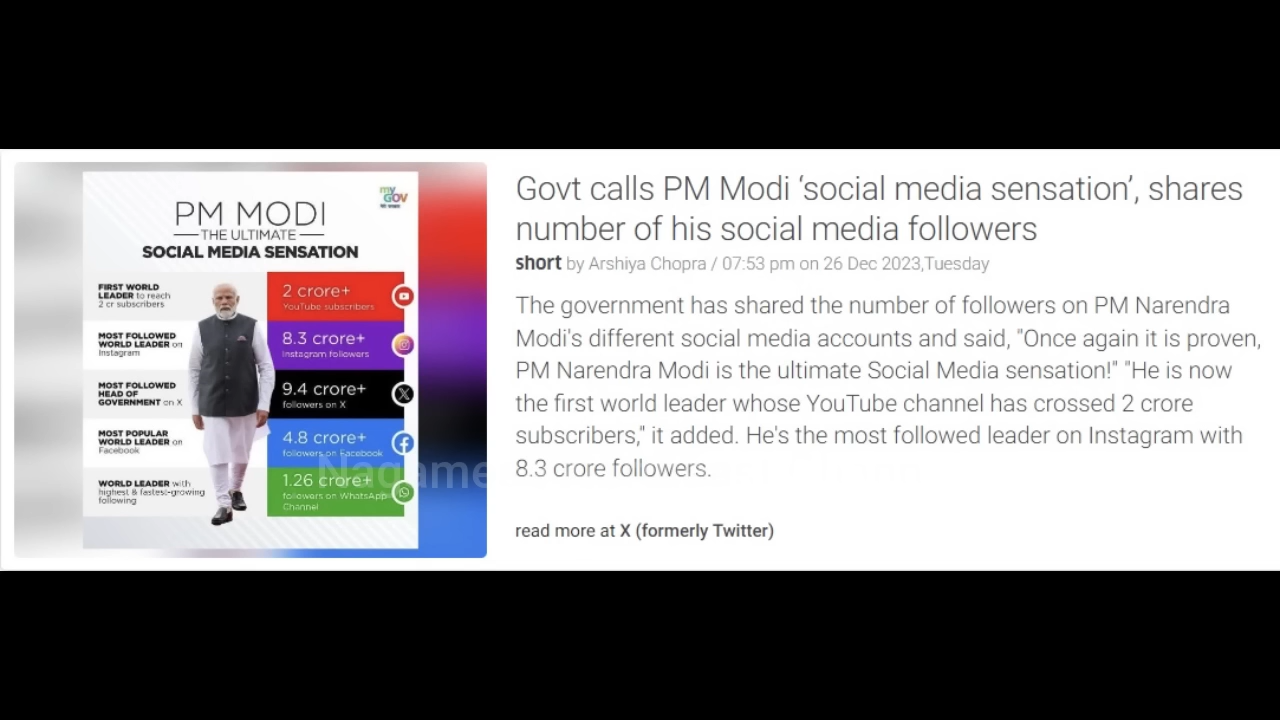 my
GOV
मेरी सरकार
PM MODI
THE ULTIMATE
SOCIAL MEDIA SENSATION
FIRST WORLD
LEADER to reach
2 cr subscribers
2 crore+
YouTube subscribers
MOST FOLLOWED
WORLD LEADER on
Instagram
8.3 crore+
Instagram followers
MOST FOLLOWED
HEAD OF
GOVERNMENT on X
9.4 crore+
followers on X
MOST POPULAR
WORLD LEADER on
Facebook
4.8 crore+
followers on Facebook
WORLD LEADER with
highest & fastest-growing
following
1.26 crore+
followers on WhatsApp
Channel
Govt calls PM Modi ‘social media sensation’, shares
number of his social media followers
short by Arshiya Chopra / 07:53 pm on 26 Dec 2023,Tuesday
The government has shared the number of followers on PM Narendra
Modi's different social media accounts and said, "Once again it is proven,
PM Narendra Modi is the ultimate Social Media sensation!" "He is now
the first world leader whose YouTube channel has crossed 2 crore
subscribers," it added. He's the most followed leader on Instagram with
8.3 crore followers.
read more at X (formerly Twitter)